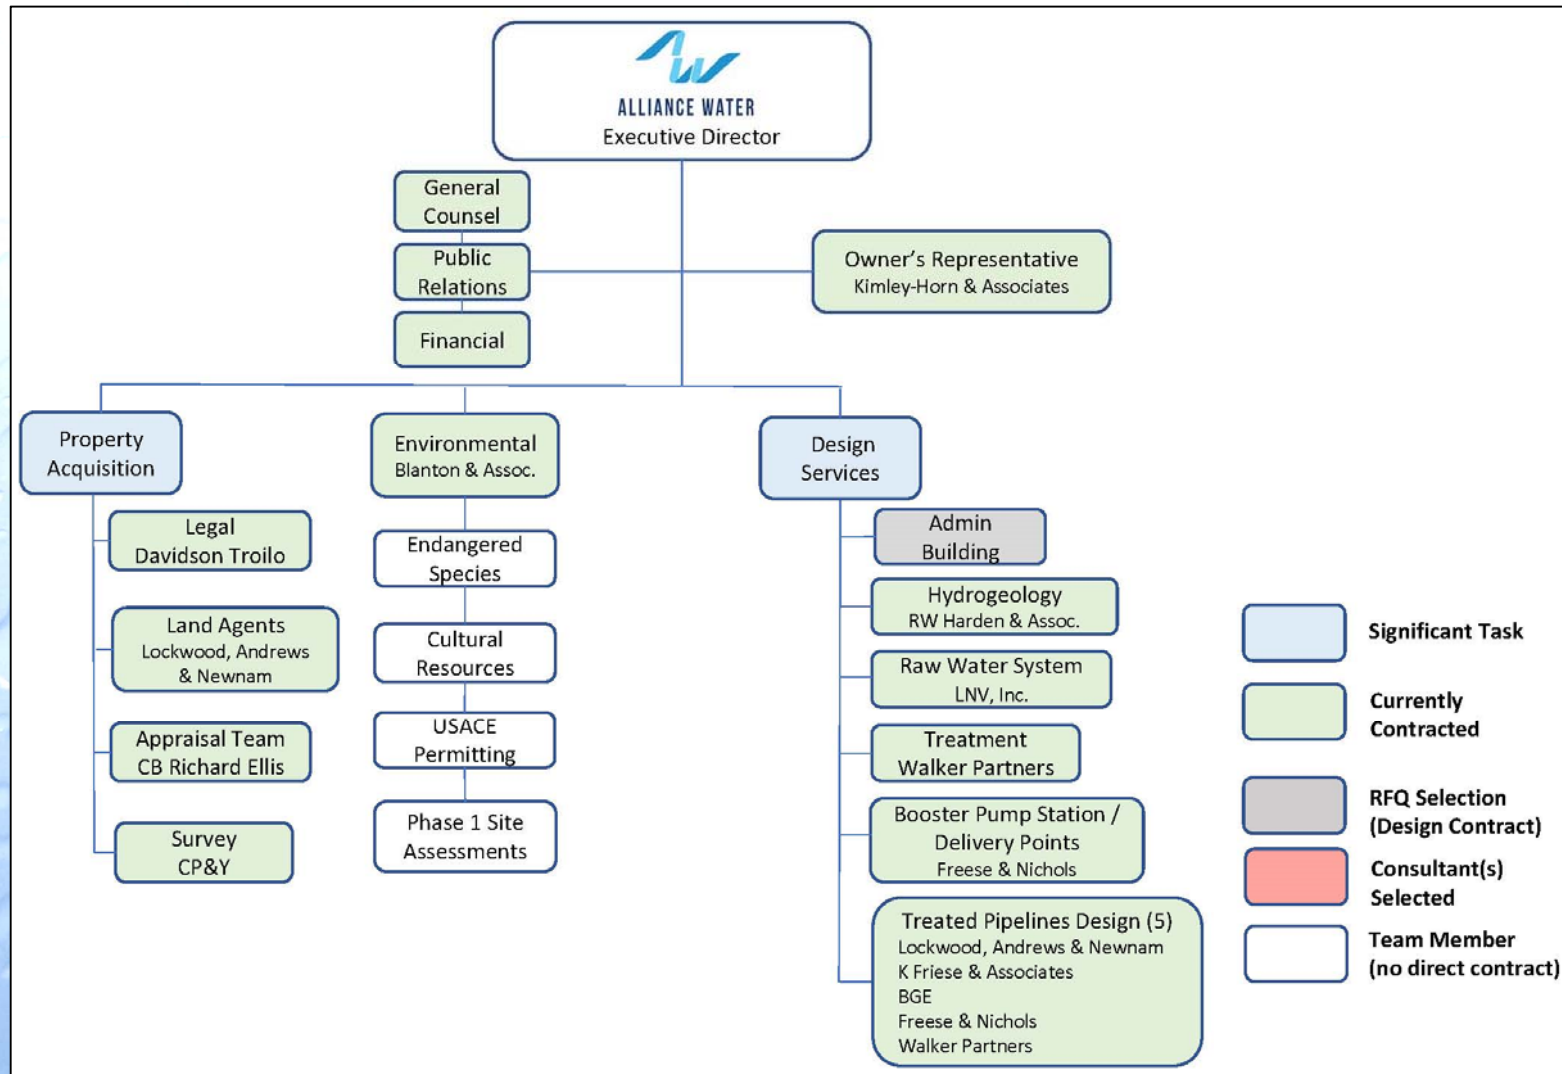 ALLIANCE WATER
Executive Director
General
Counsel
Public
Relations
Financial
Owner's Representative
Kimley-Horn & Associates
Property
Acquisition
Legal
Davidson Troilo
Land Agents
Lockwood, Andrews
& Newnam
Appraisal Team
CB Richard Ellis
Survey
CP&Y
Environmental
Blanton & Assoc.
Endangered
Species
Cultural
Resources
USACE
Permitting
Phase 1 Site
Assessments
Design
Services
Admin
Building
Hydrogeology
RW Harden & Assoc.
Raw Water System
LNV, Inc.
Treatment
Walker Partners
Booster Pump Station /
Delivery Points
Freese & Nichols
Treated Pipelines Design (5)
Lockwood, Andrews & Newnam
K Friese & Associates
BGE
Freese & Nichols
Walker Partners
Significant Task
Currently
Contracted
RFQ Selection
(Design Contract)
Consultant(s)
Selected
Team Member
(no direct contract)